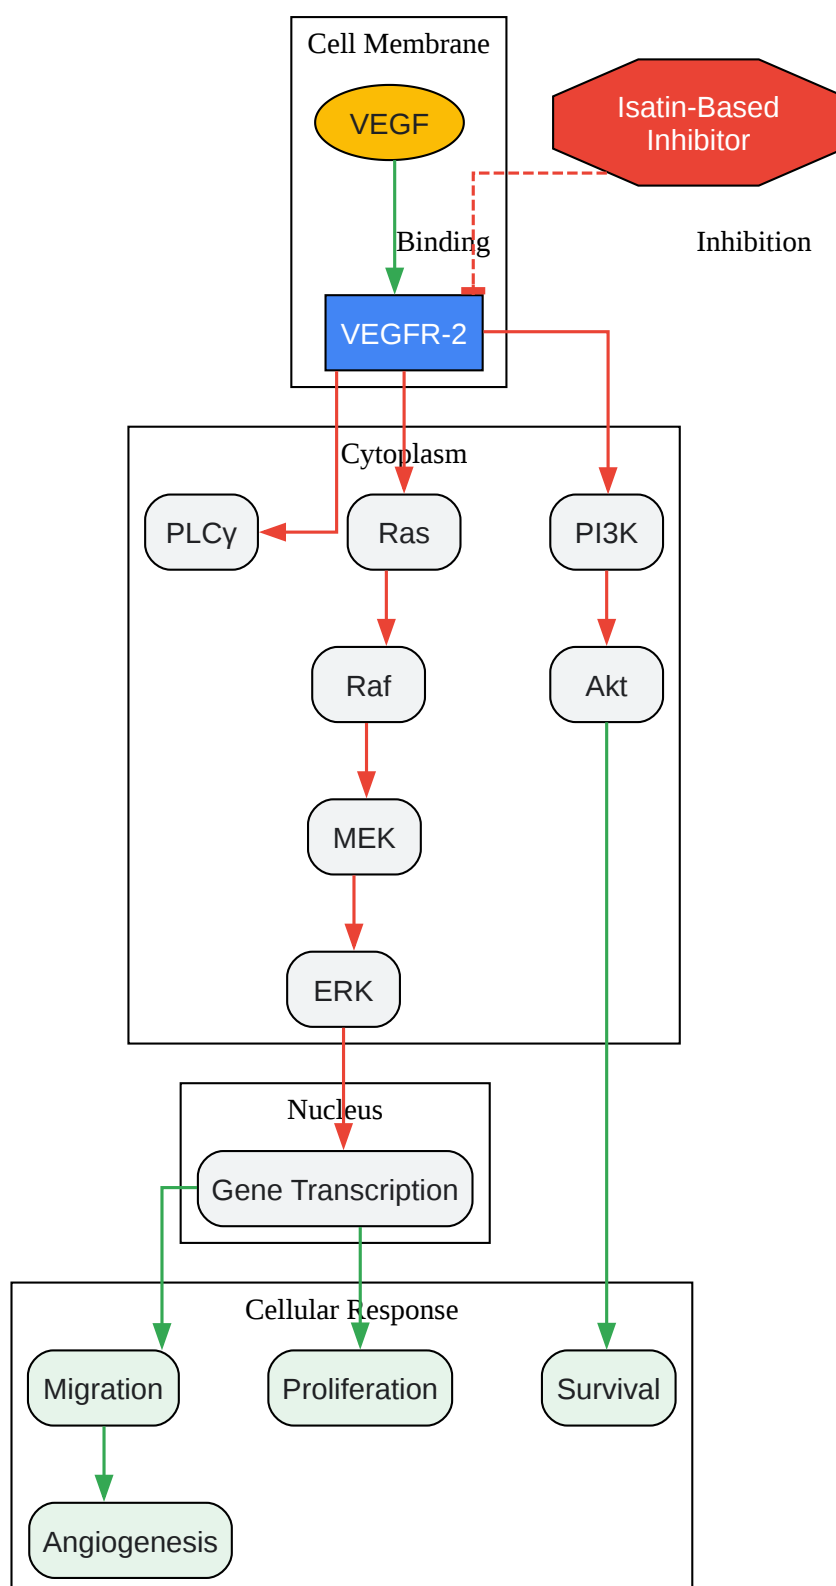 Cell Membrane
VEGF
Isatin-Based
Inhibitor
Binding
Inhibition
VEGFR-2
Cytoplasm
PLCγ
Ras
PI3K
Raf
Akt
MEK
ERK
Nucleus
Gene Transcription
Cellular Response
Migration
Proliferation
Survival
Angiogenesis